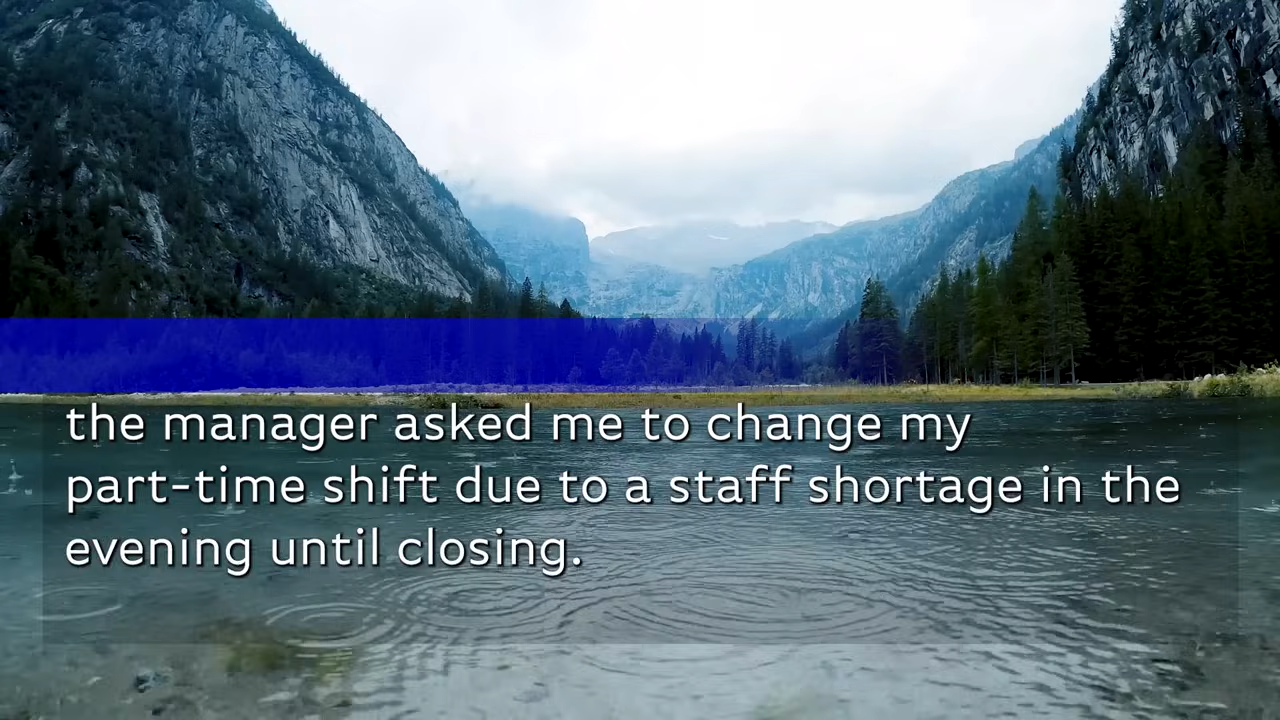 the manager asked me to change my
part-time shift due to a staff shortage in the
evening until closing.